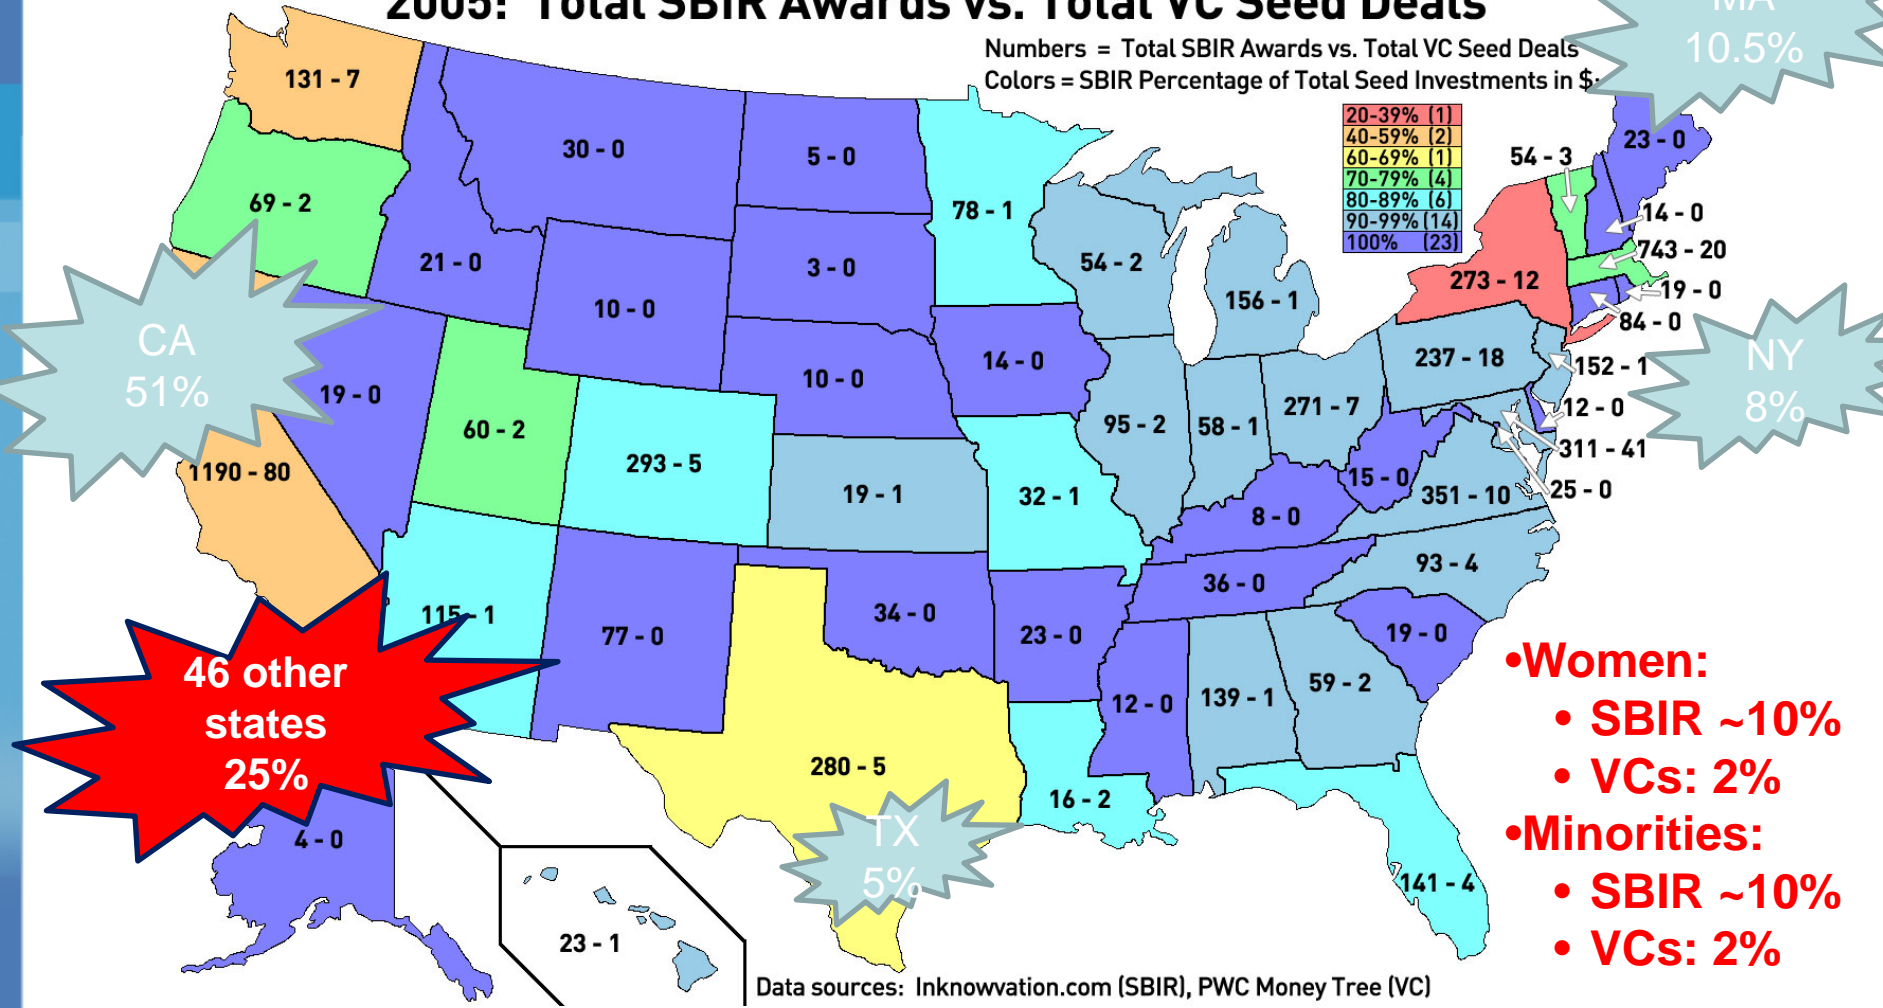 2005: Total SBIR Awards vs. Total VC Seed Deals
Numbers = Total SBIR Awards vs. Total VC Seed Deals
Colors = SBIR Percentage of Total Seed Investments in $
MA
10.5%
20-39% (1)
40-59% (2)
60-69% (1)
70-79% (4)
80-89% (6)
90-99% (14)
100% (23)
131 - 7
30 - 0
5 - 0
78 - 1
54 - 3
23 - 0
69 - 2
21 - 0
10 - 0
3 - 0
54 - 2
156 - 1
273 - 12
14 - 0
743 - 20
19 - 0
84 - 0
CA
51%
19 - 0
60 - 2
293 - 5
10 - 0
14 - 0
95 - 2
58 - 1
271 - 7
237 - 18
152 - 1
NY
8%
12 - 0
311 - 41
25 - 0
1190 - 80
19 - 1
32 - 1
8 - 0
15 - 0
351 - 10
115 - 1
77 - 0
34 - 0
23 - 0
36 - 0
93 - 4
19 - 0
46 other
states
25%
280 - 5
16 - 2
12 - 0
139 - 1
59 - 2
141 - 4
TX
5%
4 - 0
23 - 1
•Women:
• SBIR ~10%
• VCs: 2%
•Minorities:
• SBIR ~10%
• VCs: 2%
Data sources: Inknowvation.com (SBIR), PWC Money Tree (VC)